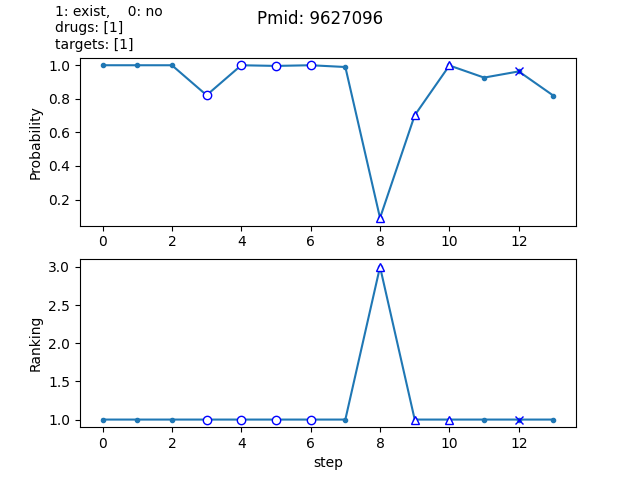 1: exist,    0: no
drugs: [1]
targets: [1]
Pmid: 9627096
Probability
1.0
0.8
0.6
0.4
0.2
0 2 4 6 8 10 12
Ranking
3.0
2.5
2.0
1.5
1.0
0 2 4 6 8 10 12
step